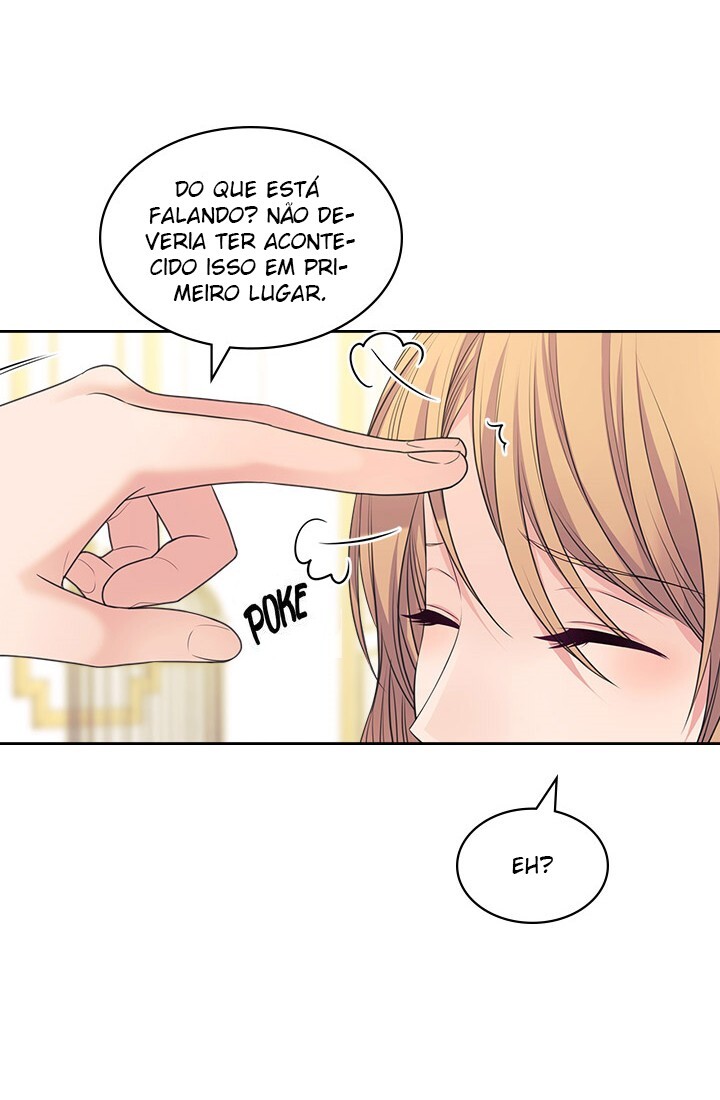 DO QUE ESTÁ
FALANDO? NÃO DE-
VERIA TER ACONTE-
CIDO ISSO EM PRI-
MEIRO LUGAR.
POKE
EH?